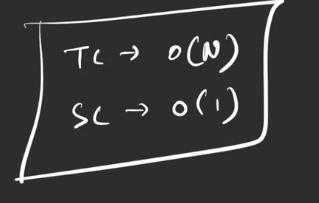 TC → O(N)
SC → O(1)